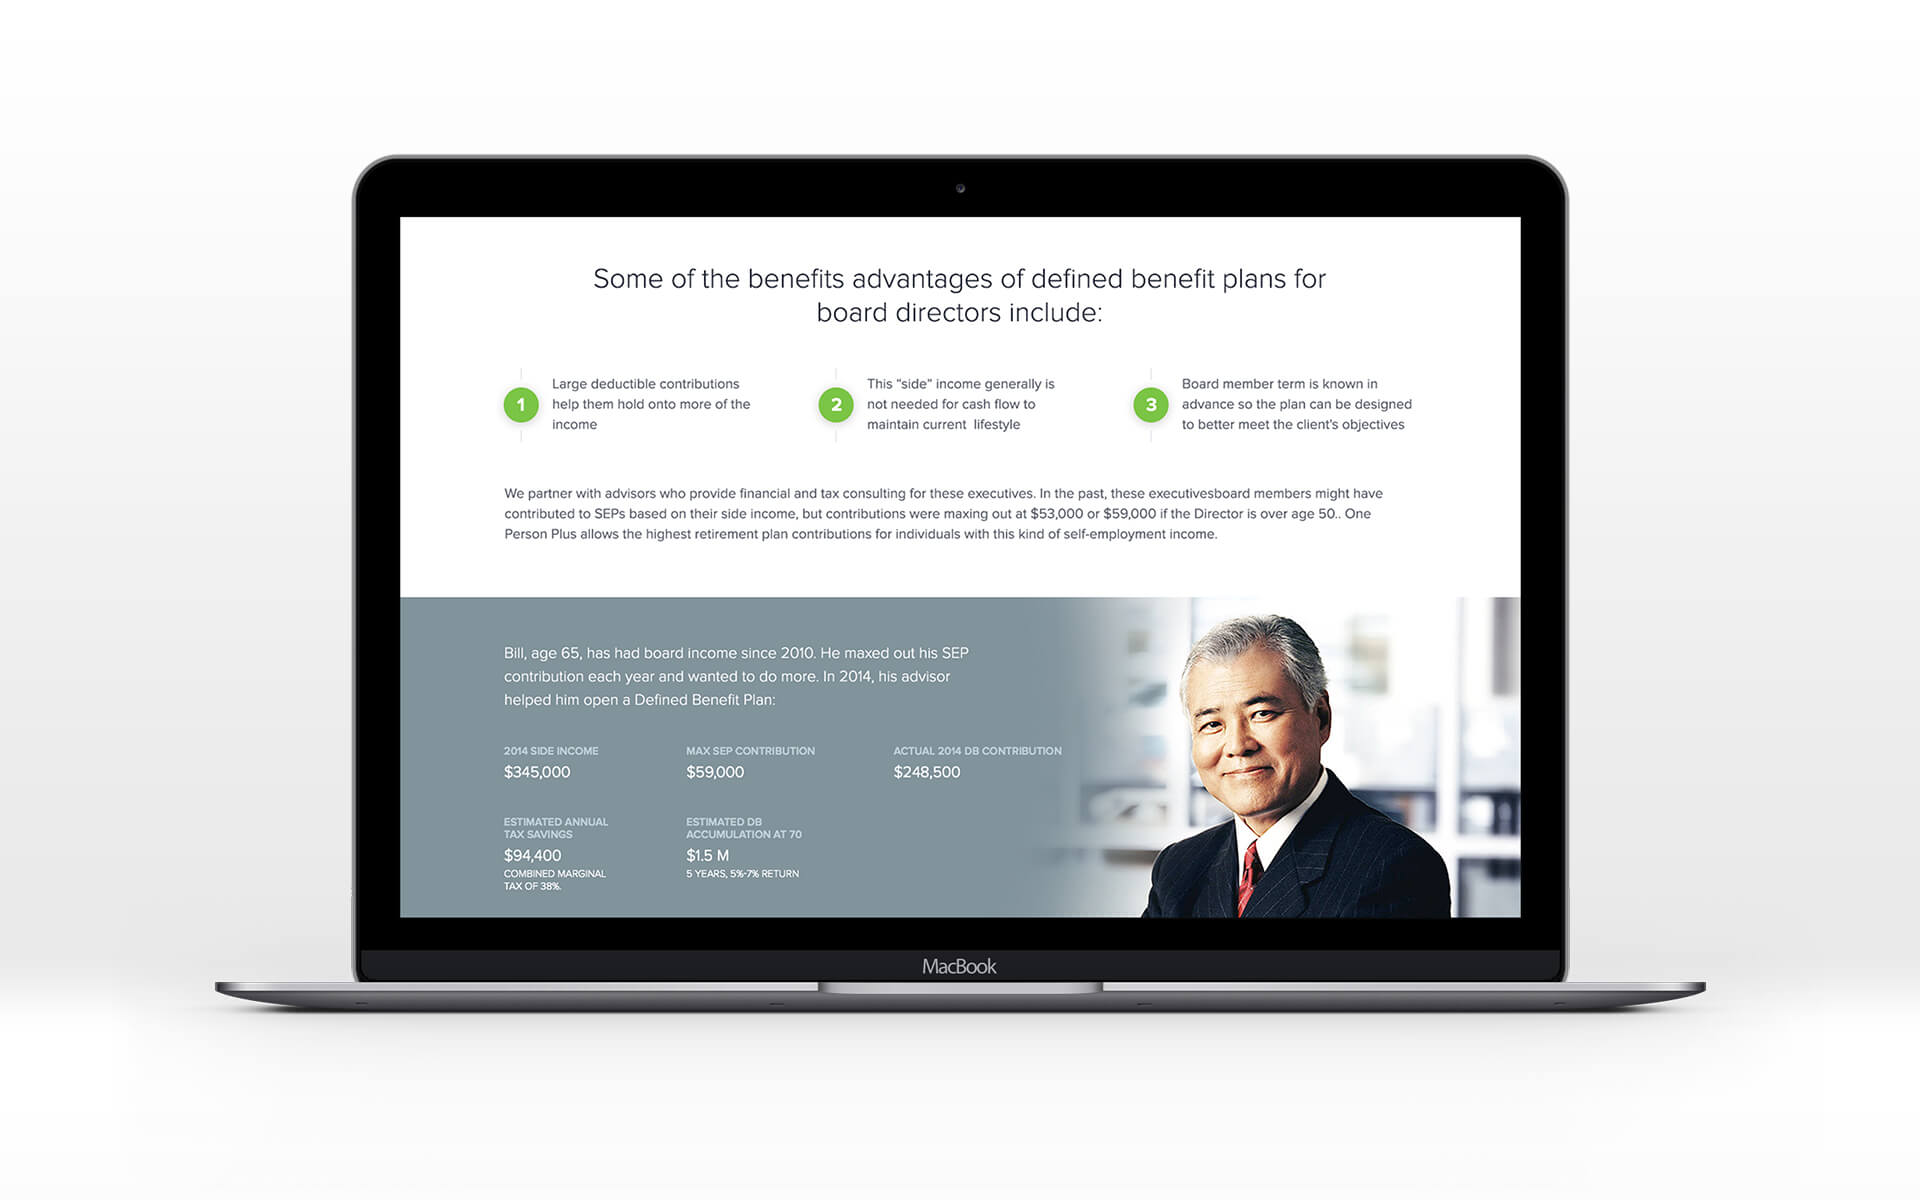 Some of the benefits advantages of defined benefit plans for
board directors include:
1
Large deductible contributions
help them hold onto more of the
income
2
This “side” income generally is
not needed for cash flow to
maintain current  lifestyle
3
Board member term is known in
advance so the plan can be designed
to better meet the client's objectives
We partner with advisors who provide financial and tax consulting for these executives. In the past, these executivesboard members might have
contributed to SEPs based on their side income, but contributions were maxing out at $53,000 or $59,000 if the Director is over age 50.. One
Person Plus allows the highest retirement plan contributions for individuals with this kind of self-employment income.
Bill, age 65, has had board income since 2010. He maxed out his SEP
contribution each year and wanted to do more. In 2014, his advisor
helped him open a Defined Benefit Plan:
2014 SIDE INCOME
$345,000
MAX SEP CONTRIBUTION
$59,000
ACTUAL 2014 DB CONTRIBUTION
$248,500
ESTIMATED ANNUAL
TAX SAVINGS
$94,400
COMBINED MARGINAL
TAX OF 38%.
ESTIMATED DB
ACCUMULATION AT 70
$1.5 M
5 YEARS, 5%-7% RETURN
MacBook